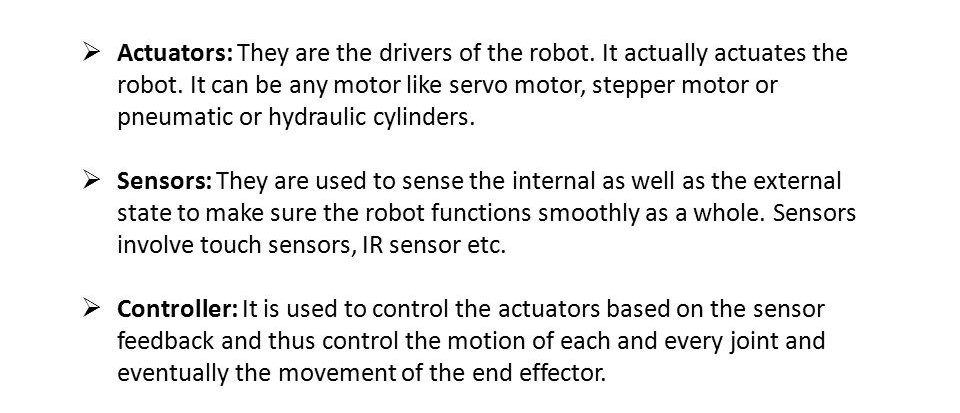 ➢ Actuators: They are the drivers of the robot. It actually actuates the
robot. It can be any motor like servo motor, stepper motor or
pneumatic or hydraulic cylinders.
➢ Sensors: They are used to sense the internal as well as the external
state to make sure the robot functions smoothly as a whole. Sensors
involve touch sensors, IR sensor etc.
➢ Controller: It is used to control the actuators based on the sensor
feedback and thus control the motion of each and every joint and
eventually the movement of the end effector.